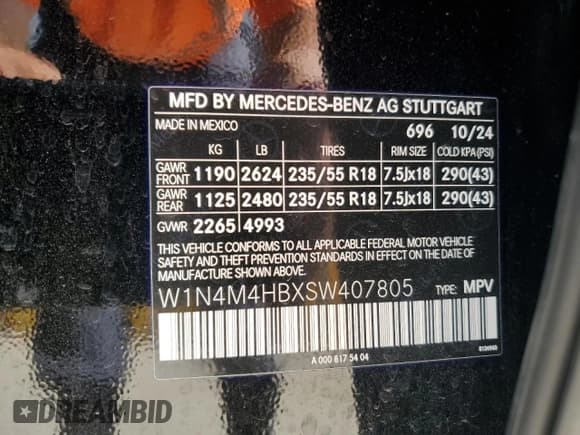 MFD BY MERCEDES-BENZ AG STUTTGART
MADE IN MEXICO 696 10/24
KG LB TIRES RIM SIZE COLD KPA(PSI)
GAWR FRONT 1190 2624 235/55 R18 7.5Jx18 290(43)
GAWR REAR 1125 2480 235/55 R18 7.5Jx18 290(43)
GVWR 2265 4993
THIS VEHICLE CONFORMS TO ALL APPLICABLE FEDERAL MOTOR VEHICLE
SAFETY AND THEFT PREVENTION STANDARDS IN EFFECT ON THE DATE OF
MANUFACTURE SHOWN ABOVE.
W1N4M4HBXSW407805 TYPE: MPV
A 000 817 54 04
DREAMBID